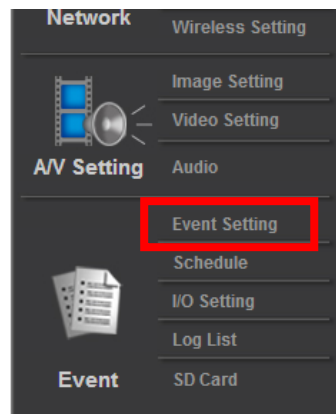 Network
Wireless Setting
Image Setting
Video Setting
A/V Setting
Audio
Event Setting
Schedule
I/O Setting
Log List
Event
SD Card